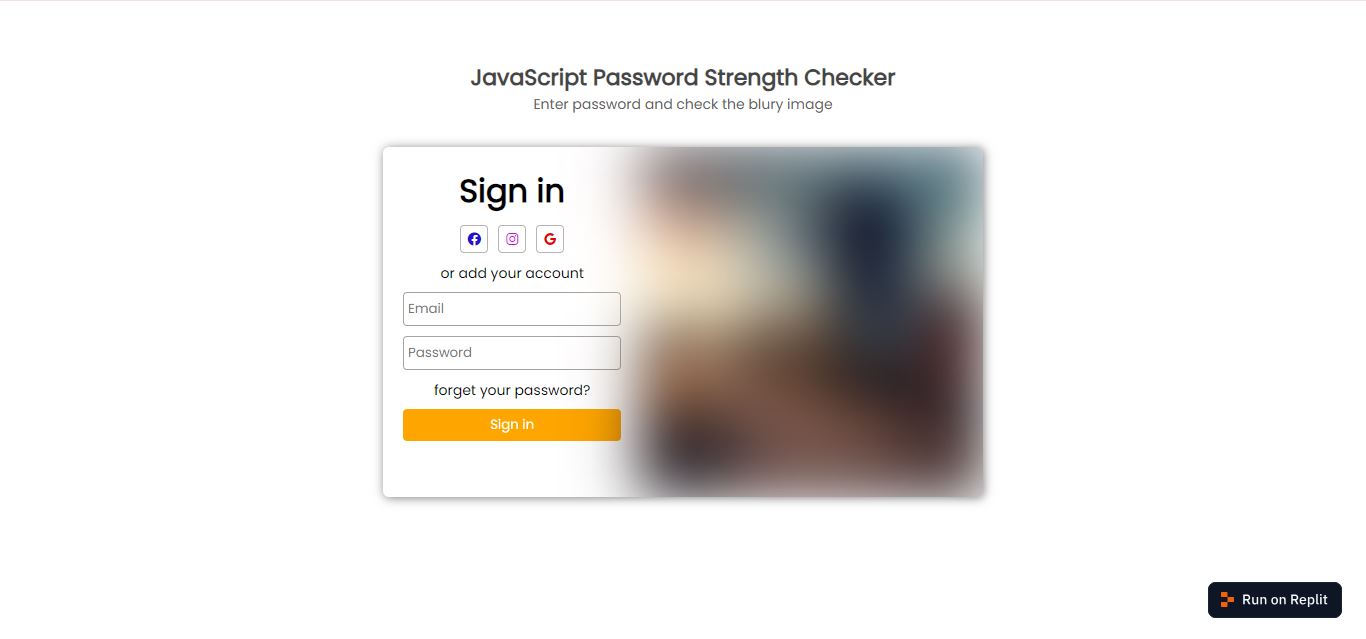 JavaScript Password Strength Checker
Enter password and check the blury image
Sign in
or add your account
Email
Password
forget your password?
Sign in
Run on Replit